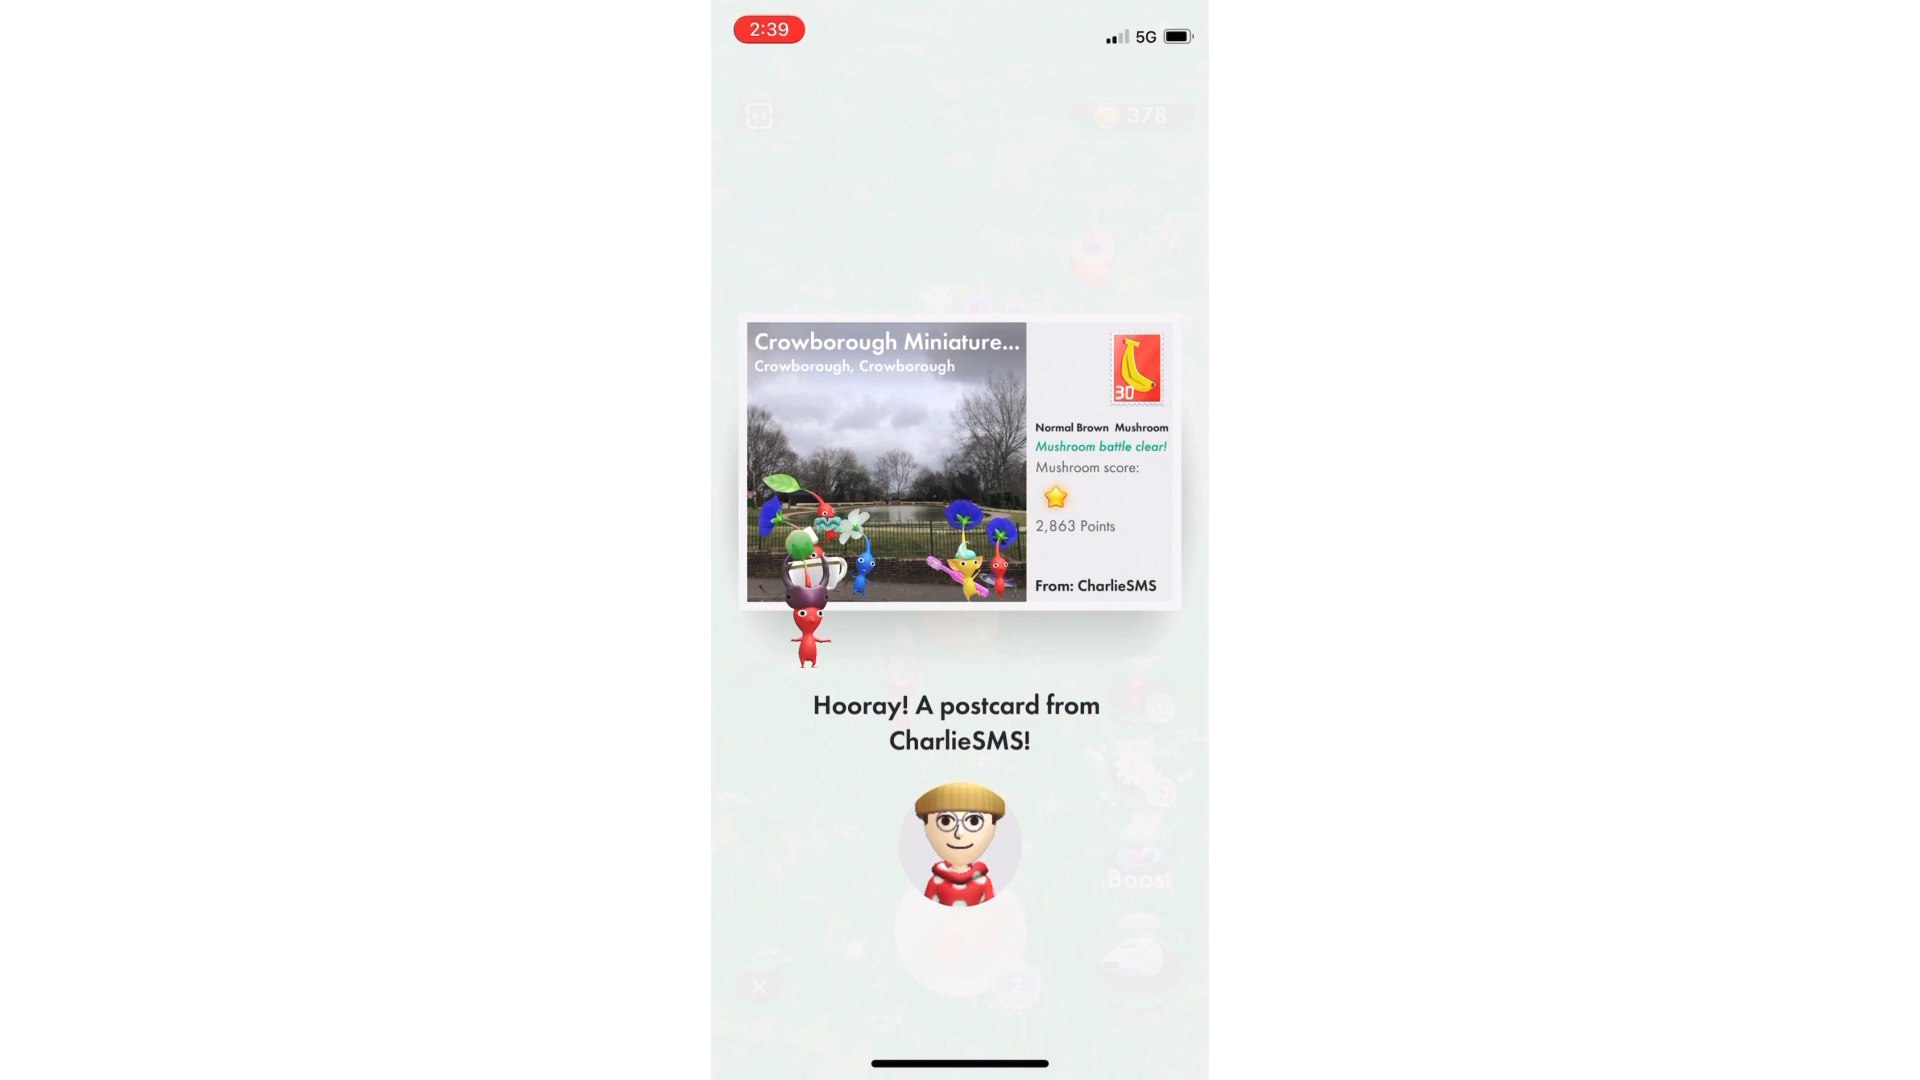 2:39
5G
378
Crowborough Miniature...
Crowborough, Crowborough
30
Normal Brown Mushroom
Mushroom battle clear!
Mushroom score:
2,863 Points
From: CharlieSMS
Hooray! A postcard from
CharlieSMS!
Boost
2